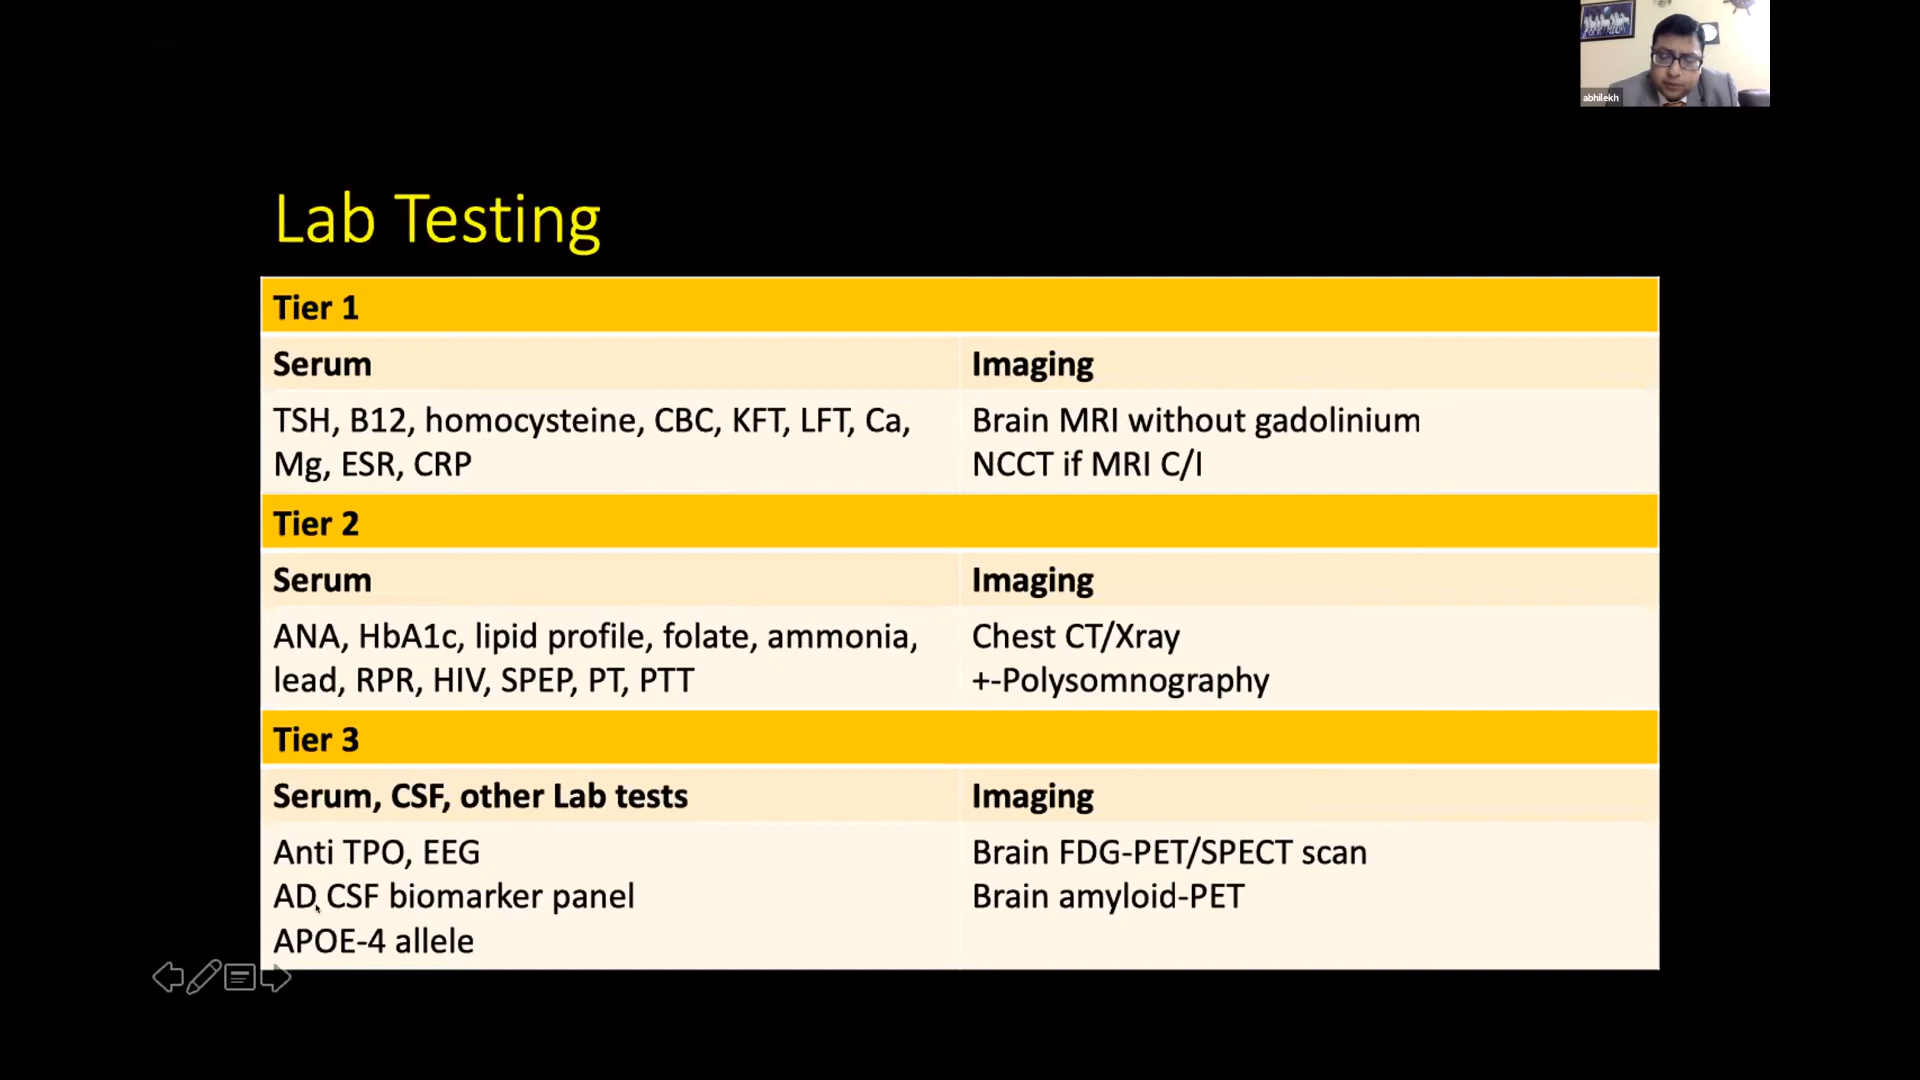 abhilekh
Lab Testing
Tier 1
Serum
Imaging
TSH, B12, homocysteine, CBC, KFT, LFT, Ca,
Mg, ESR, CRP
Brain MRI without gadolinium
NCCT if MRI C/I
Tier 2
Serum
Imaging
ANA, HbA1c, lipid profile, folate, ammonia,
lead, RPR, HIV, SPEP, PT, PTT
Chest CT/Xray
+-Polysomnography
Tier 3
Serum, CSF, other Lab tests
Imaging
Anti TPO, EEG
AD CSF biomarker panel
APOE-4 allele
Brain FDG-PET/SPECT scan
Brain amyloid-PET